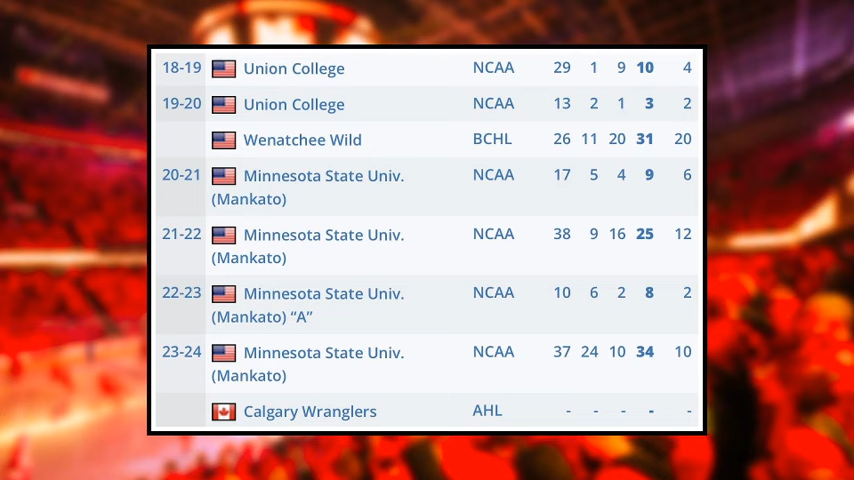 18-19 Union College NCAA 29 1 9 10 4
19-20 Union College NCAA 13 2 1 3 2
Wenatchee Wild BCHL 26 11 20 31 20
20-21 Minnesota State Univ. NCAA 17 5 4 9 6
(Mankato)
21-22 Minnesota State Univ. NCAA 38 9 16 25 12
(Mankato)
22-23 Minnesota State Univ. NCAA 10 6 2 8 2
(Mankato) “A”
23-24 Minnesota State Univ. NCAA 37 24 10 34 10
(Mankato)
Calgary Wranglers AHL - - - - -